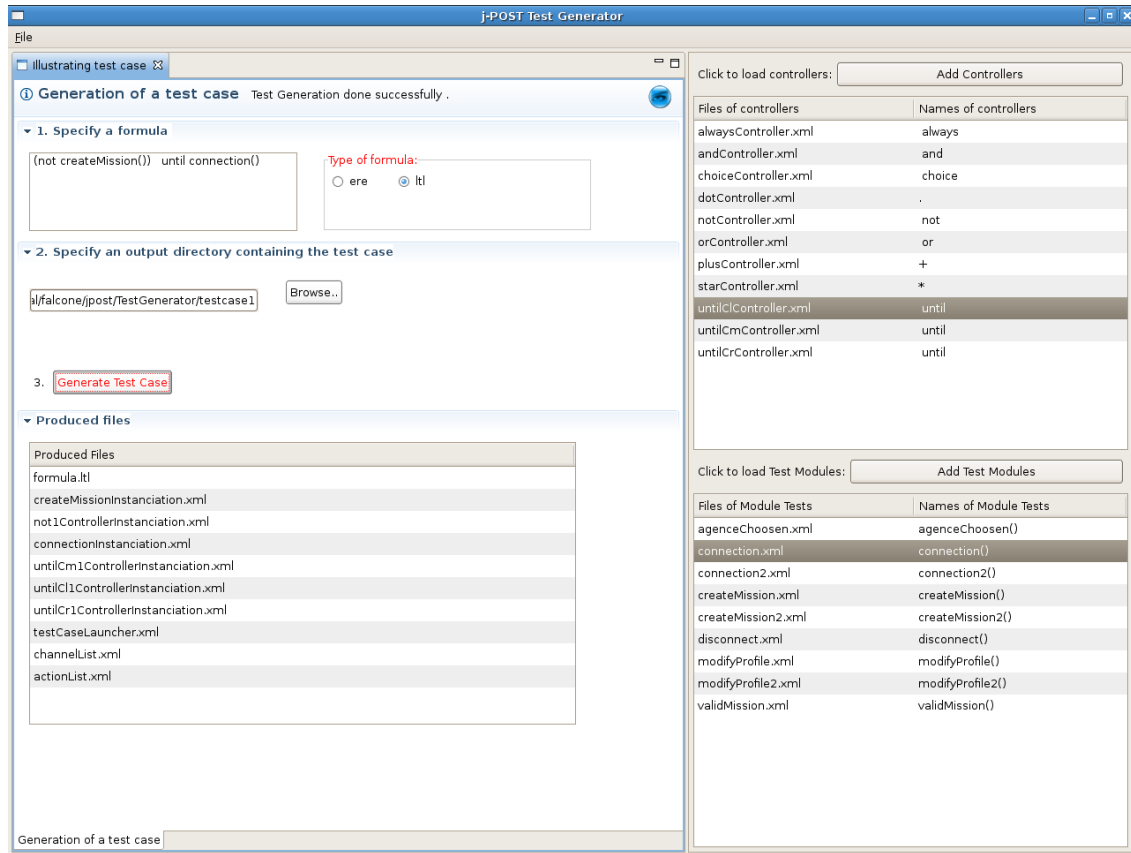 j-POST Test Generator
File
Illustrating test case
Generation of a test case Test Generation done successfully .
1. Specify a formula
(not createMission()) until connection()
Type of formula:
ere ltl
2. Specify an output directory containing the test case
al/falcone/jpost/TestGenerator/testcase1 Browse..
3. Generate Test Case
Produced files
Produced Files
formula.ltl
createMissionInstanciation.xml
not1ControllerInstanciation.xml
connectionInstanciation.xml
untilCm1ControllerInstanciation.xml
untilCl1ControllerInstanciation.xml
untilCr1ControllerInstanciation.xml
testCaseLauncher.xml
channelList.xml
actionList.xml
Generation of a test case
Click to load controllers: Add Controllers
Files of controllers Names of controllers
alwaysController.xml always
andController.xml and
choiceController.xml choice
dotController.xml .
notController.xml not
orController.xml or
plusController.xml +
starController.xml *
untilClController.xml until
untilCmController.xml until
untilCrController.xml until
Click to load Test Modules: Add Test Modules
Files of Module Tests Names of Module Tests
agenceChoosen.xml agenceChoosen()
connection.xml connection()
connection2.xml connection2()
createMission.xml createMission()
createMission2.xml createMission2()
disconnect.xml disconnect()
modifyProfile.xml modifyProfile()
modifyProfile2.xml modifyProfile2()
validMission.xml validMission()